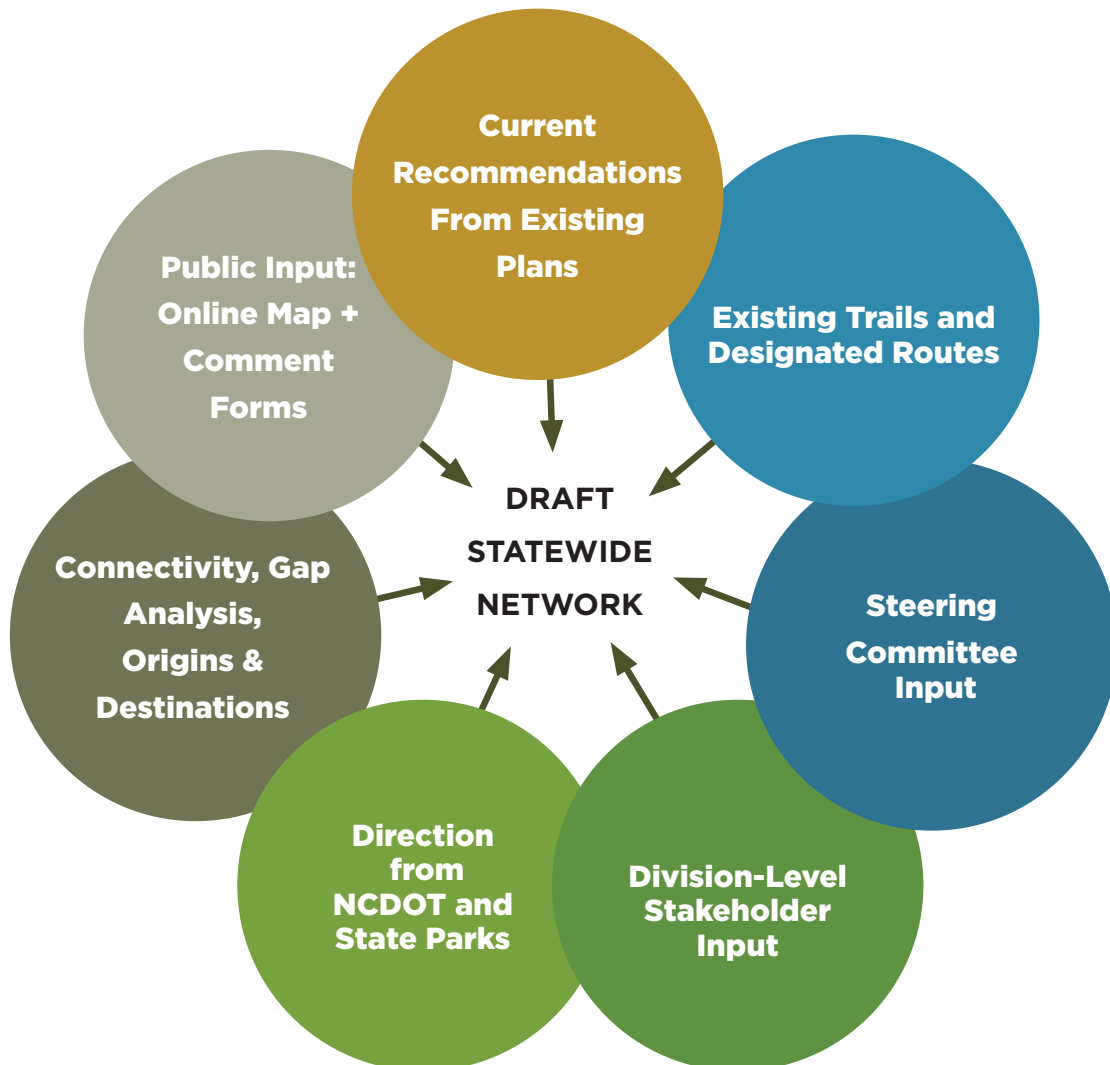 Current
Recommendations
From Existing
Plans
Existing Trails and
Designated Routes
Steering
Committee
Input
Division-Level
Stakeholder
Input
Direction
from
NCDOT and
State Parks
Connectivity, Gap
Analysis,
Origins &
Destinations
Public Input:
Online Map +
Comment
Forms
DRAFT
STATEWIDE
NETWORK